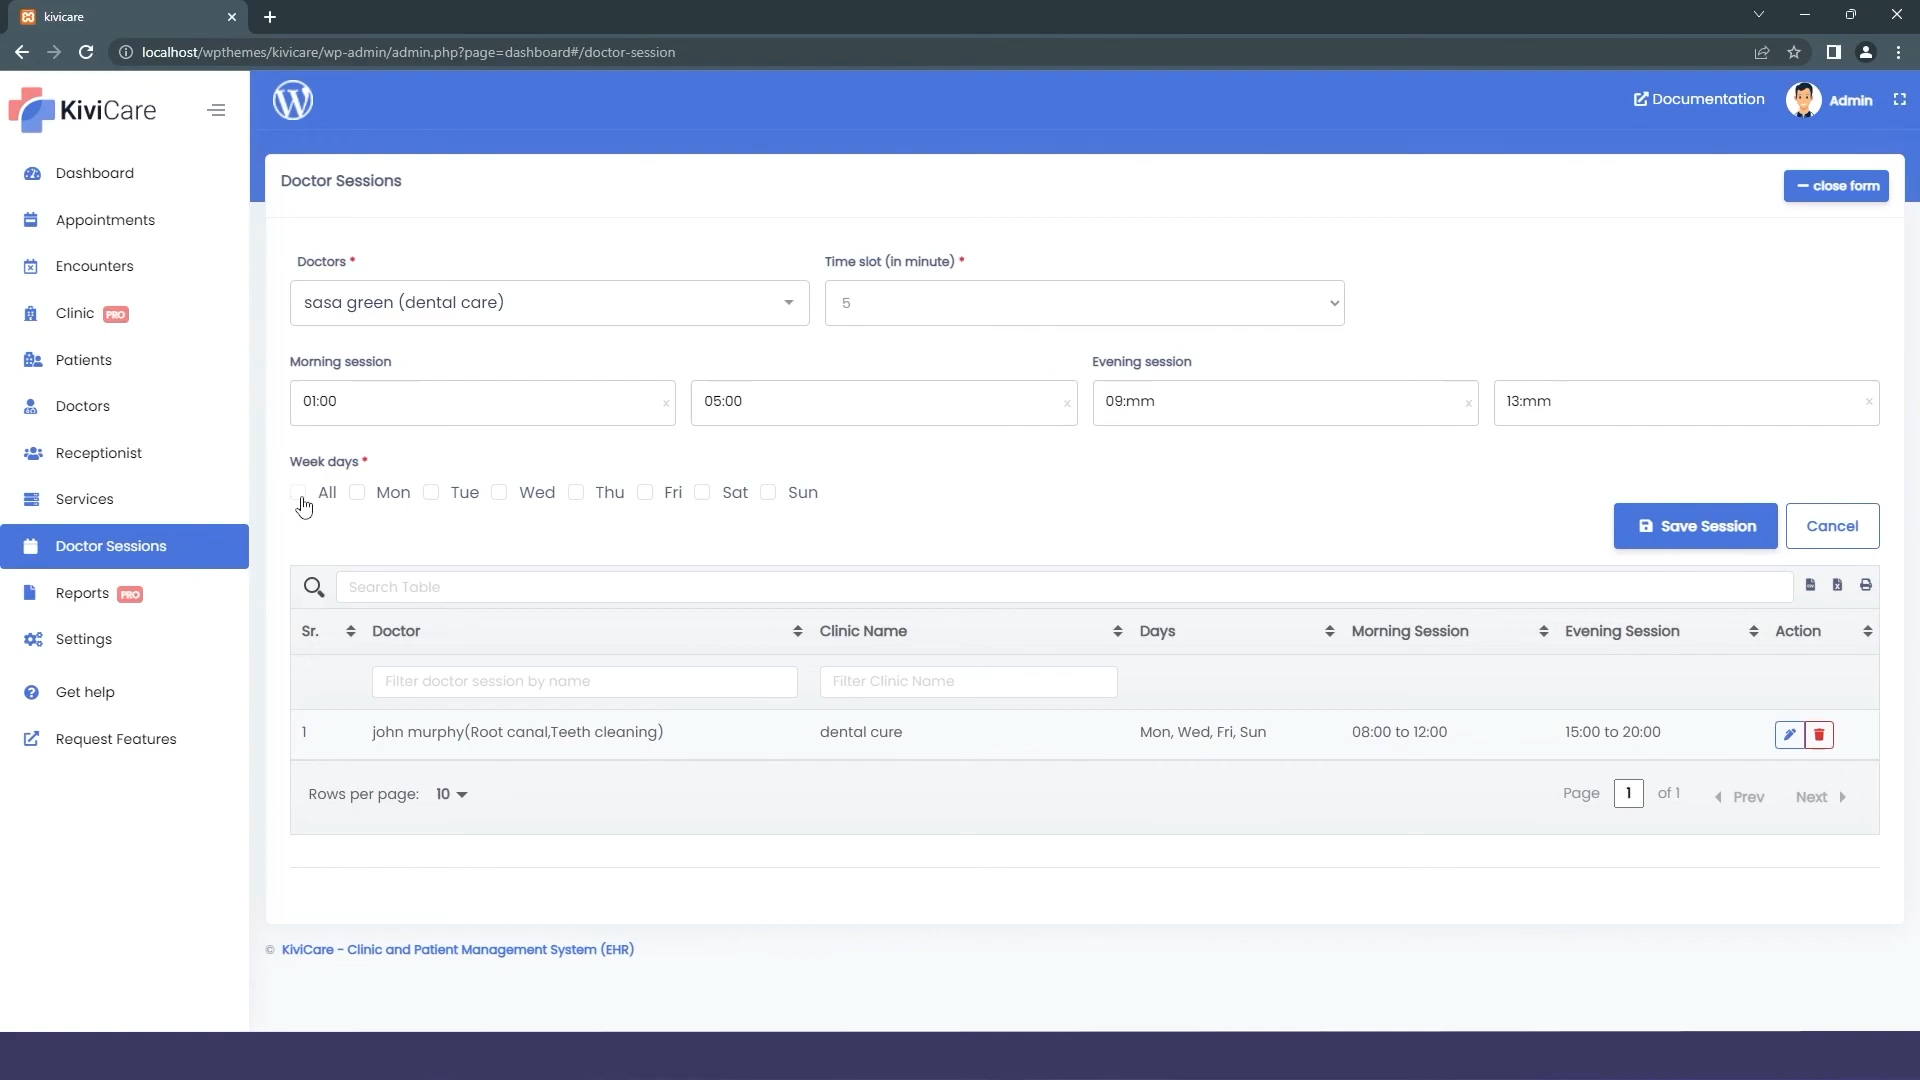 kivicare
localhost/wpthemes/kivicare/wp-admin/admin.php?page=dashboard#/doctor-session
KiviCare
Documentation
Admin
Dashboard
Appointments
Encounters
Clinic PRO
Patients
Doctors
Receptionist
Services
Doctor Sessions
Reports PRO
Settings
Get help
Request Features
Doctor Sessions
close form
Doctors *
Time slot (in minute) *
sasa green (dental care)
5
Morning session
Evening session
01:00
x
05:00
x
09:mm
x
13:mm
x
Week days *
All Mon Tue Wed Thu Fri Sat Sun
Save Session
Cancel
Search Table
Sr. Doctor Clinic Name Days Morning Session Evening Session Action
Filter doctor session by name
Filter Clinic Name
1 john murphy(Root canal,Teeth cleaning) dental cure Mon, Wed, Fri, Sun 08:00 to 12:00 15:00 to 20:00
Rows per page: 10
Page 1 of 1 Prev Next
© KiviCare - Clinic and Patient Management System (EHR)